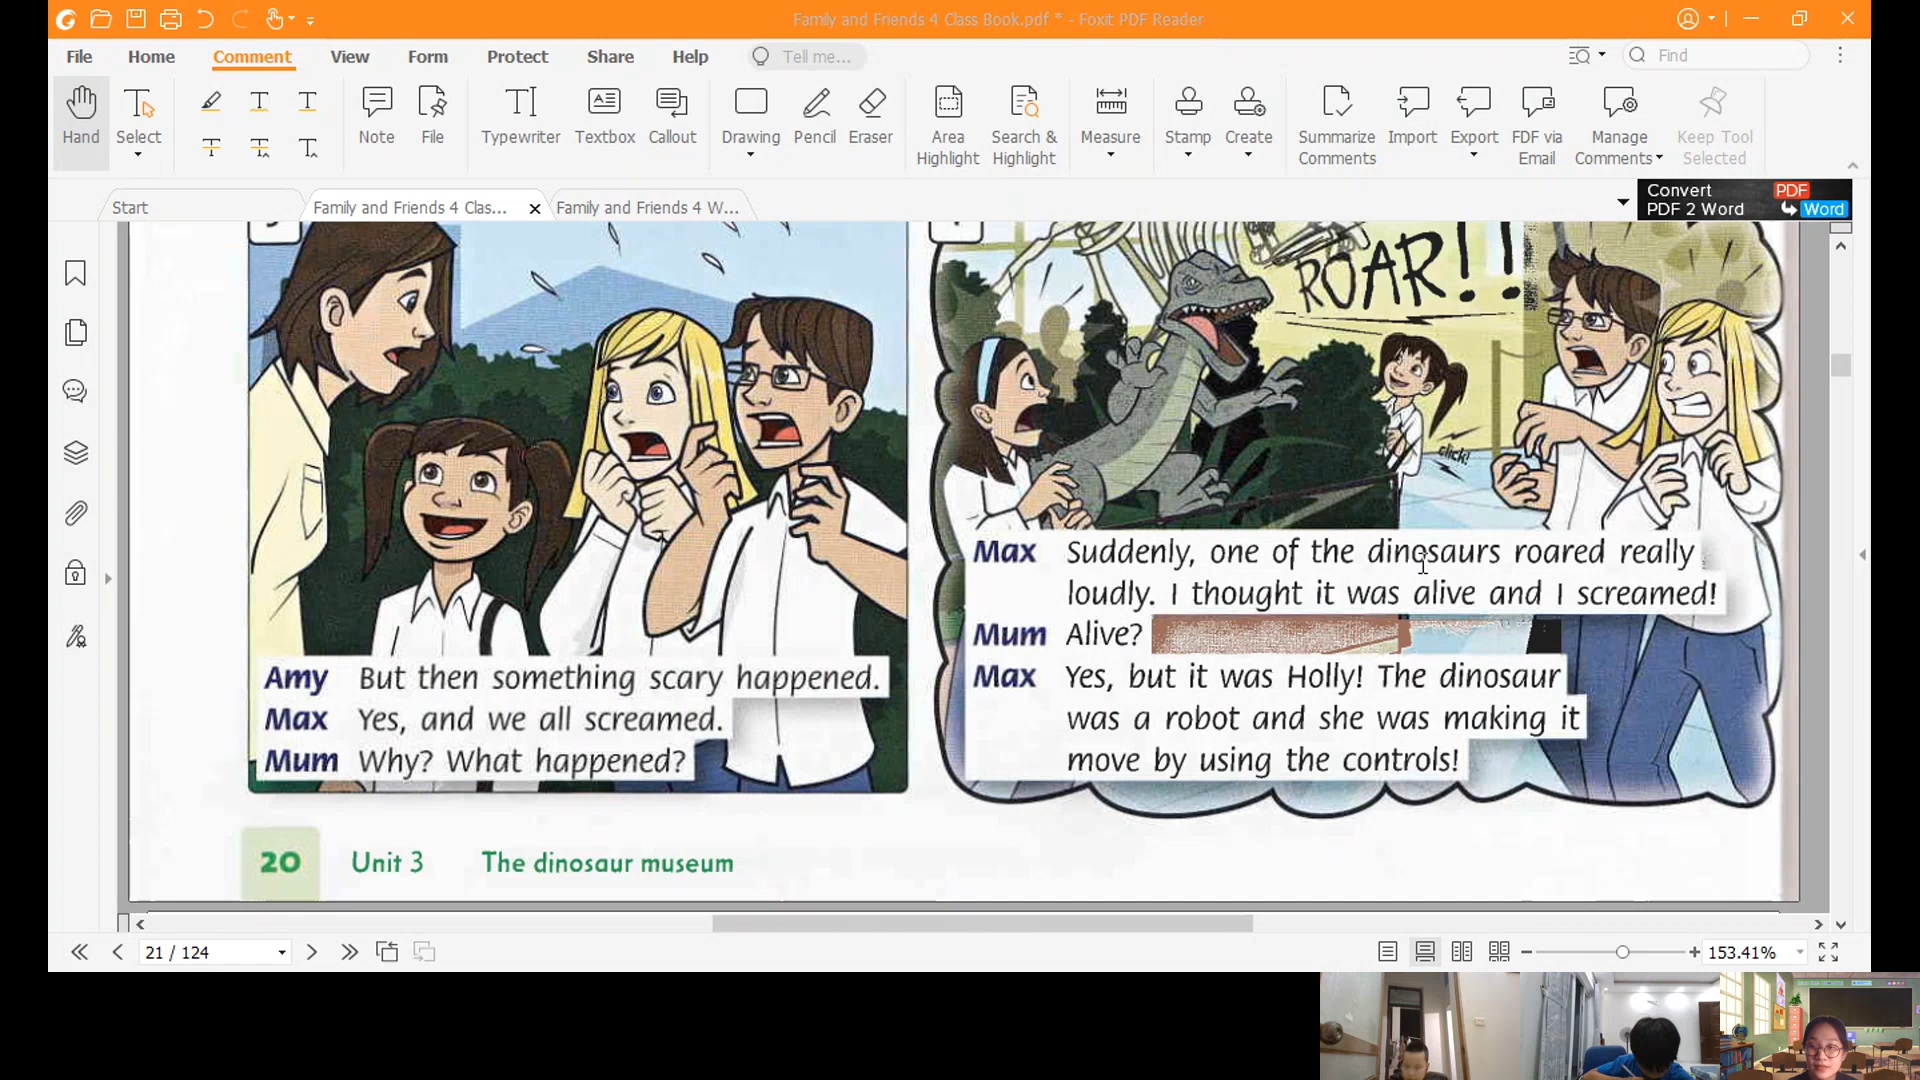 Family and Friends 4 Class Book.pdf * - Foxit PDF Reader
File Home Comment View Form Protect Share Help Tell me... Find
Hand Select Note File Typewriter Textbox Callout Drawing Pencil Eraser Area Highlight Search & Highlight Measure Stamp Create Summarize Comments Import Export FDF via Email Manage Comments Keep Tool Selected
Start Family and Friends 4 Clas... Family and Friends 4 W...
Convert PDF
PDF 2 Word Word
ROAR!!
click!
Amy But then something scary happened.
Max Yes, and we all screamed.
Mum Why? What happened?
Max Suddenly, one of the dinosaurs roared really
loudly. I thought it was alive and I screamed!
Mum Alive?
Max Yes, but it was Holly! The dinosaur
was a robot and she was making it
move by using the controls!
20 Unit 3 The dinosaur museum
21 / 124 153.41%